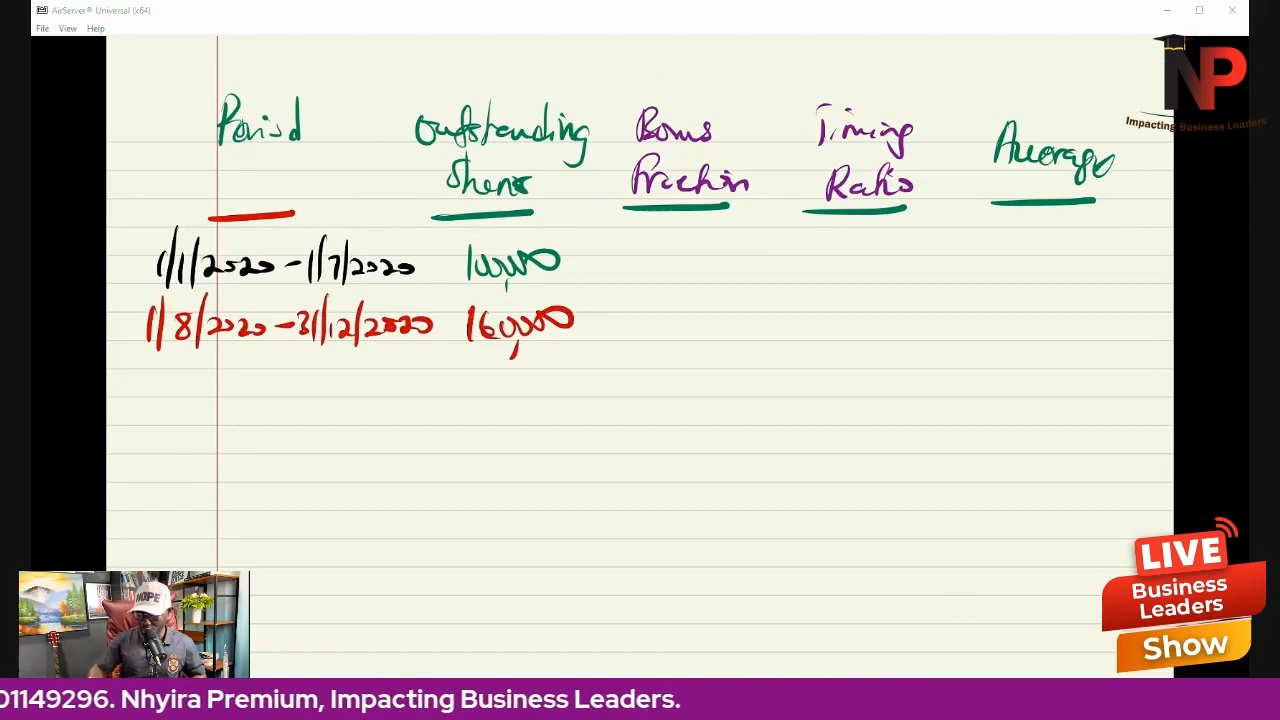 AirServer® Universal (x64)
File View Help
NP
Impacting Business Leaders
Period Outstanding Shares Bonus Fraction Timing Ratio Average
1/1/2020 - 1/7/2020 100,000
1/8/2020 - 31/12/2020 160,000
HOPE
LIVE
Business
Leaders
Show
01149296. Nhyira Premium, Impacting Business Leaders.